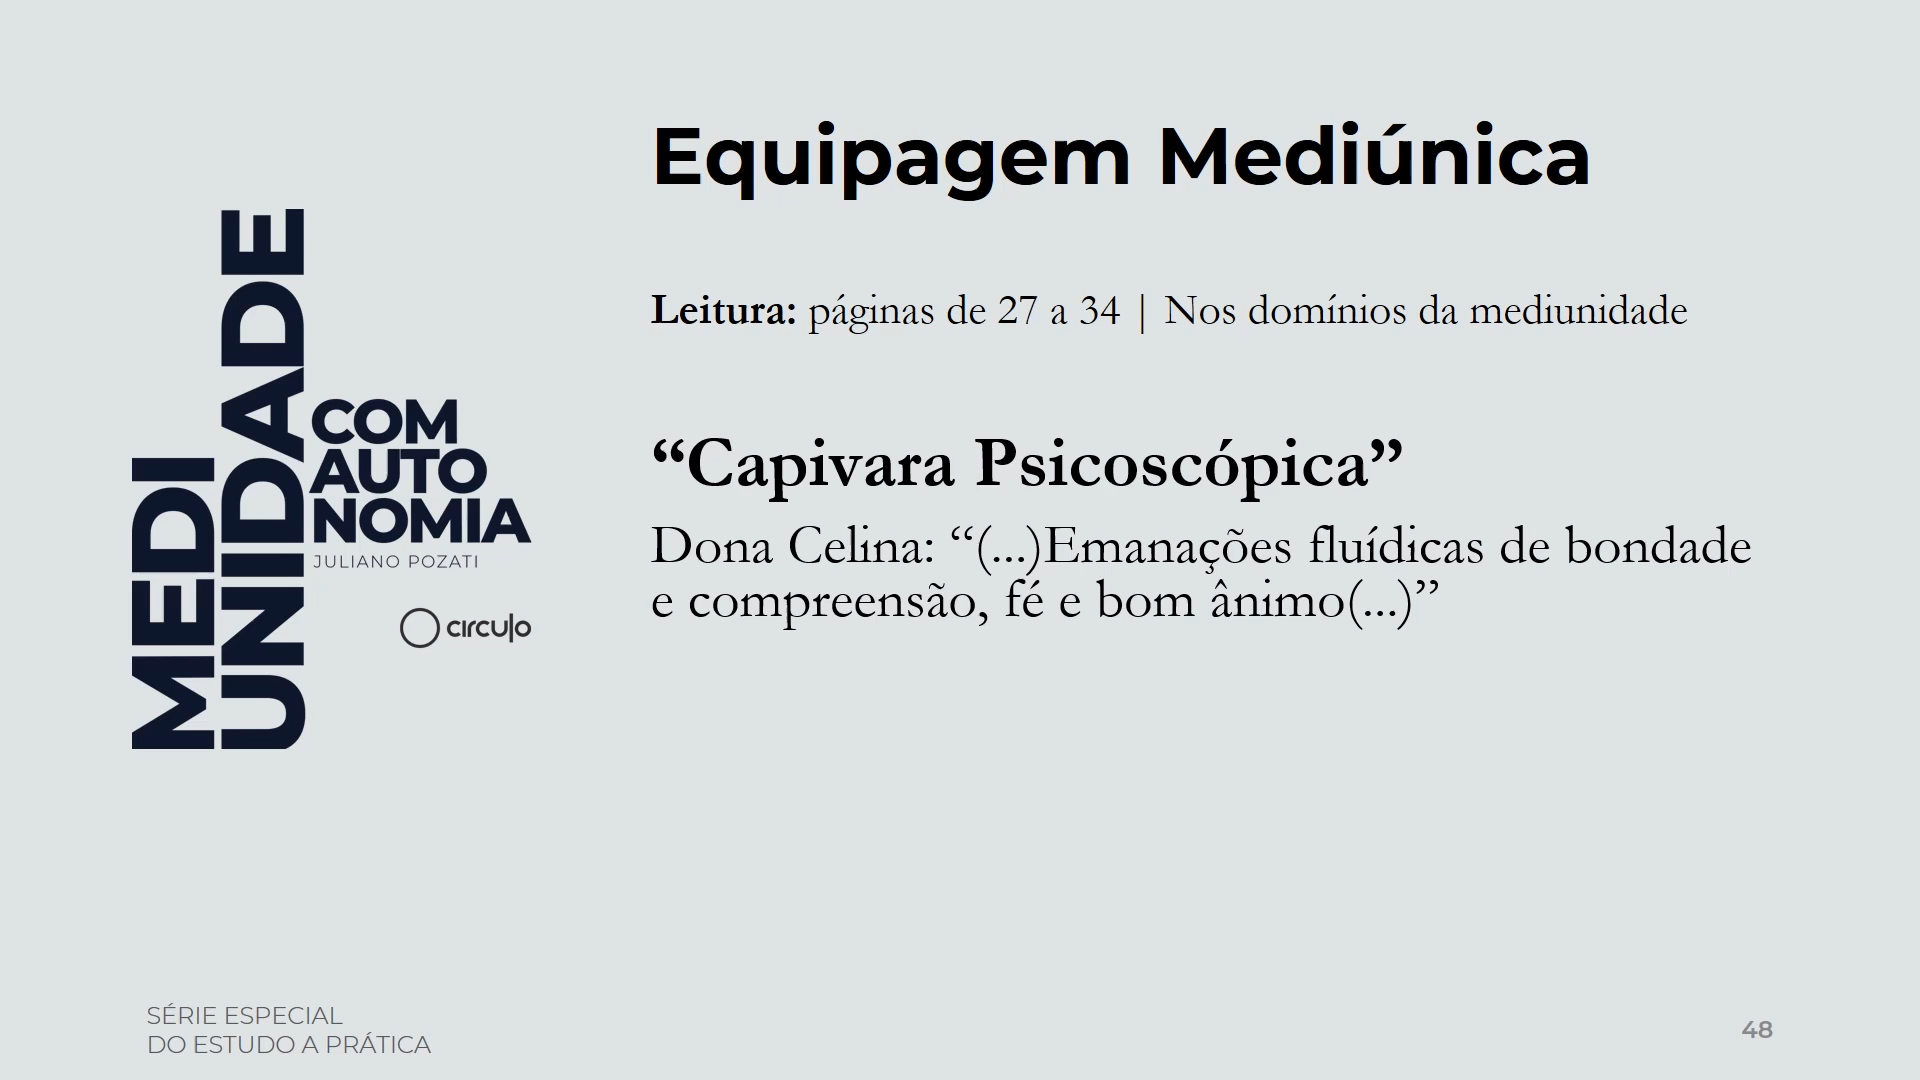 Equipagem Mediúnica
Leitura: páginas de 27 a 34 | Nos domínios da mediunidade
“Capivara Psicoscópica”
Dona Celina: “(...)Emanações fluídicas de bondade
e compreensão, fé e bom ânimo(...)”
MEDI
UNIDADE
COM
AUTO
NOMIA
JULIANO POZATI
circulo
SÉRIE ESPECIAL
DO ESTUDO A PRÁTICA
48